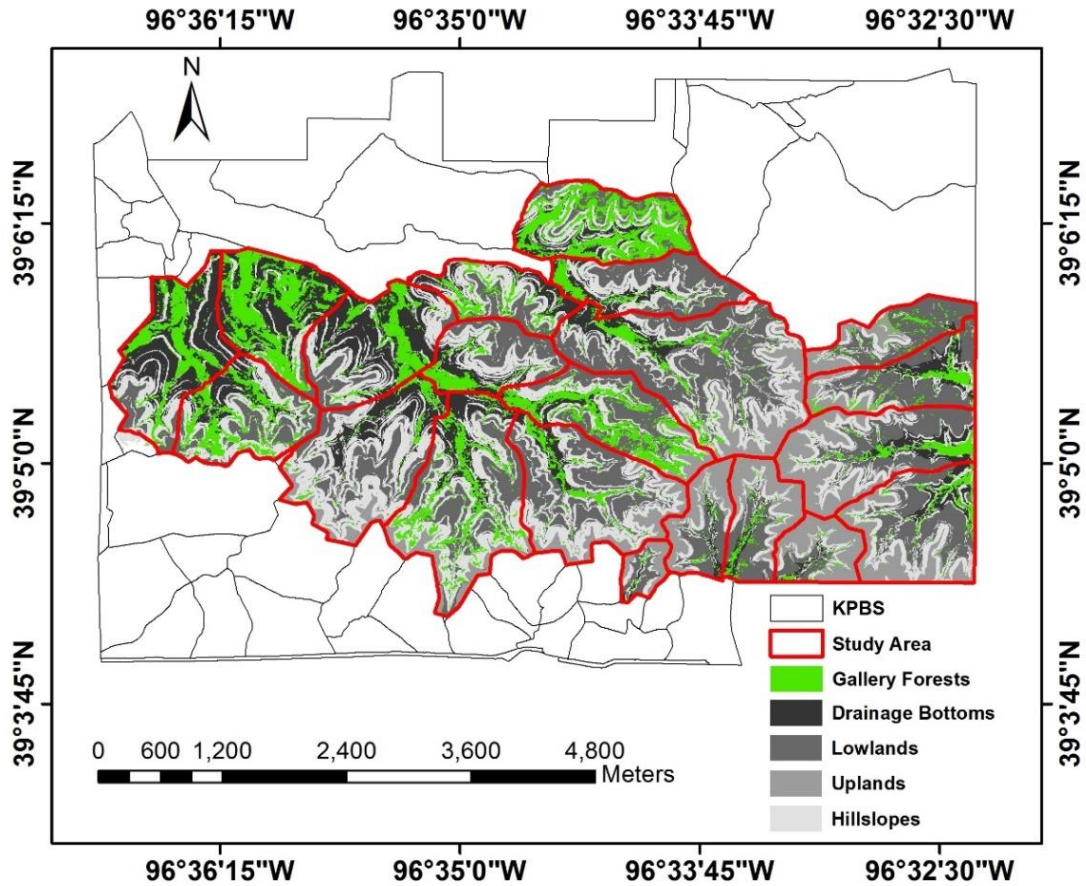 96°36'15"W 96°35'0"W 96°33'45"W 96°32'30"W
N
39°6'15"N 39°6'15"N
39°5'0"N 39°5'0"N
39°3'45"N 39°3'45"N
KPBS
Study Area
Gallery Forests
Drainage Bottoms
Lowlands
Uplands
Hillslopes
0 600 1,200 2,400 3,600 4,800
Meters
96°36'15"W 96°35'0"W 96°33'45"W 96°32'30"W